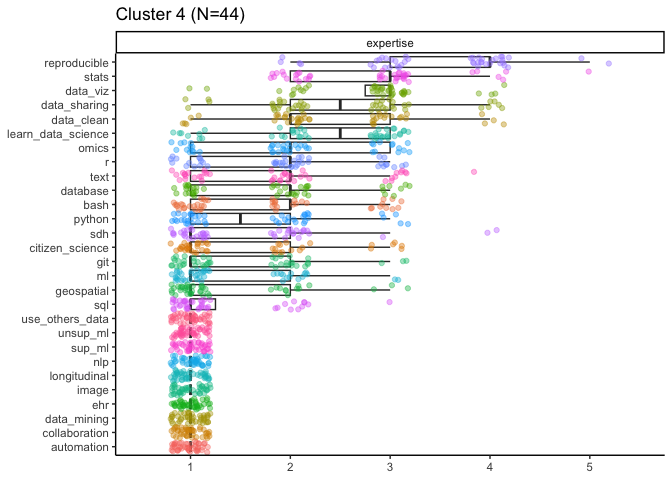 Cluster 4 (N=44)
expertise
reproducible
stats
data_viz
data_sharing
data_clean
learn_data_science
omics
r
text
database
bash
python
sdh
citizen_science
git
ml
geospatial
sql
use_others_data
unsup_ml
sup_ml
nlp
longitudinal
image
ehr
data_mining
collaboration
automation
1 2 3 4 5